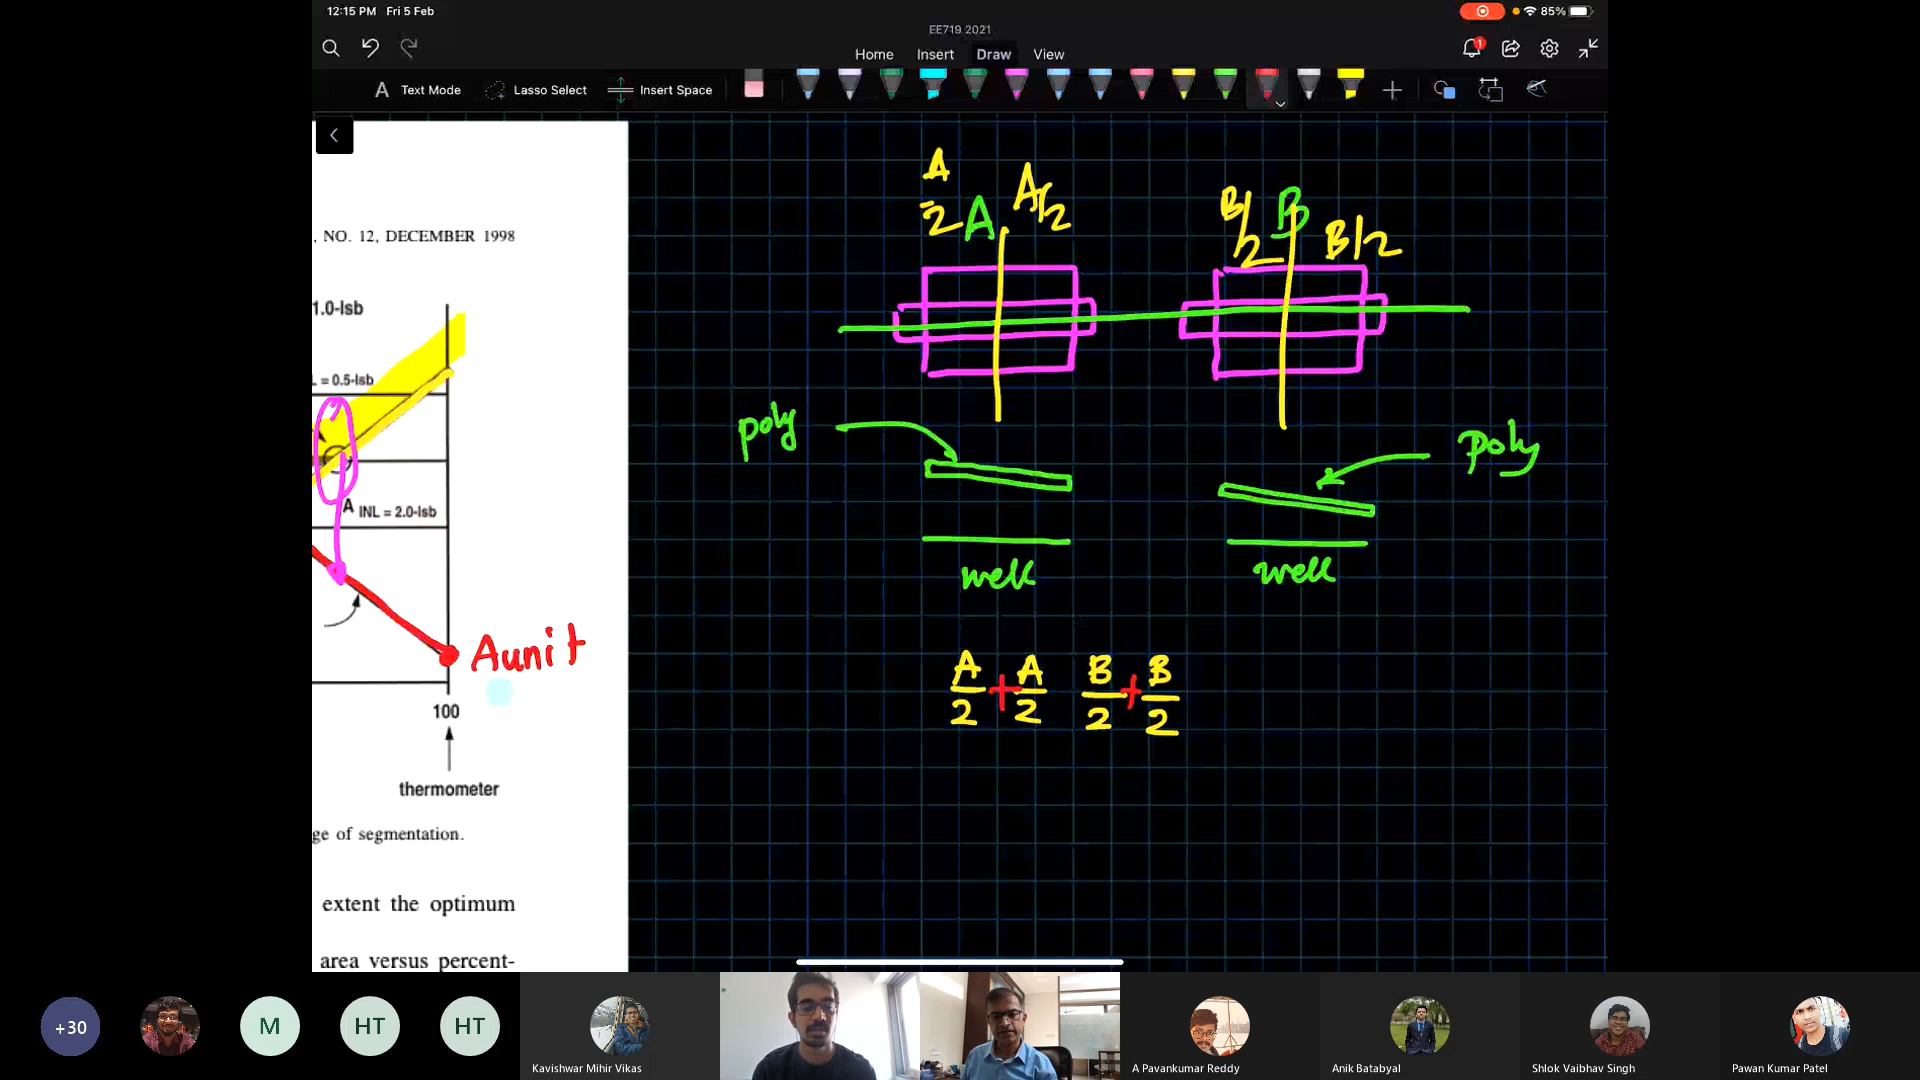 12:15 PM Fri 5 Feb
85%
EE719 2021
Home Insert Draw View
1
A Text Mode Lasso Select Insert Space
, NO. 12, DECEMBER 1998
1.0-lsb
L = 0.5-lsb
A INL = 2.0-lsb
Aunit
100
thermometer
ge of segmentation.
extent the optimum
area versus percent-
A/2 A A/2
B/2 B B/2
poly
poly
well
well
A/2 + A/2 B/2 + B/2
+30
M
HT
HT
Kavishwar Mihir Vikas
A Pavankumar Reddy
Anik Batabyal
Shlok Vaibhav Singh
Pawan Kumar Patel